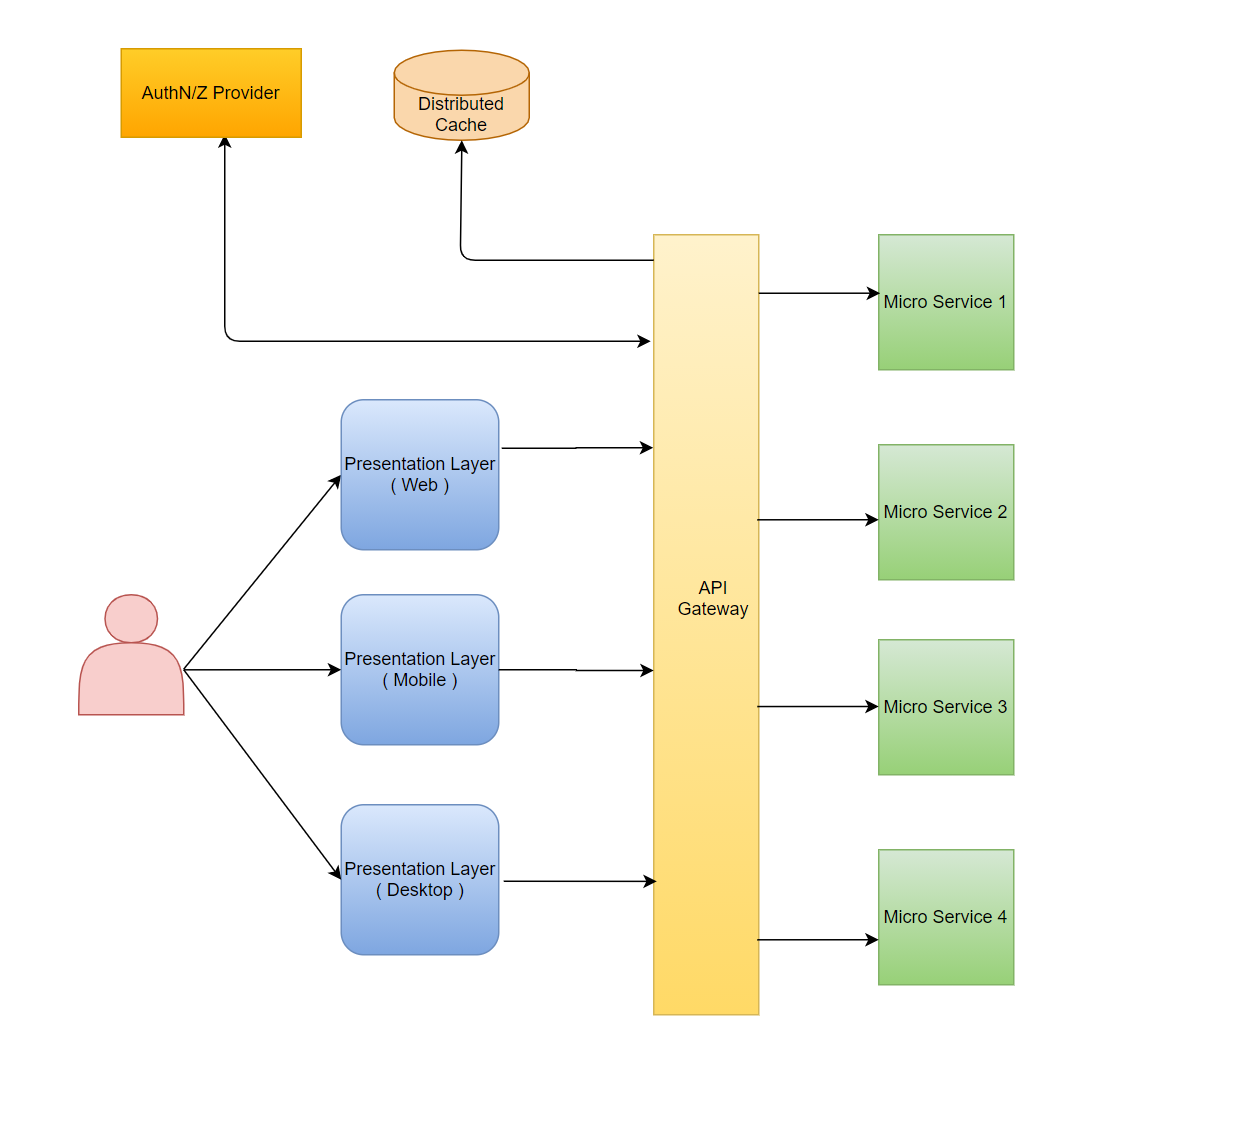 AuthN/Z Provider
Distributed
Cache
Micro Service 1
Presentation Layer
( Web )
Micro Service 2
API
Gateway
Presentation Layer
( Mobile )
Micro Service 3
Presentation Layer
( Desktop )
Micro Service 4